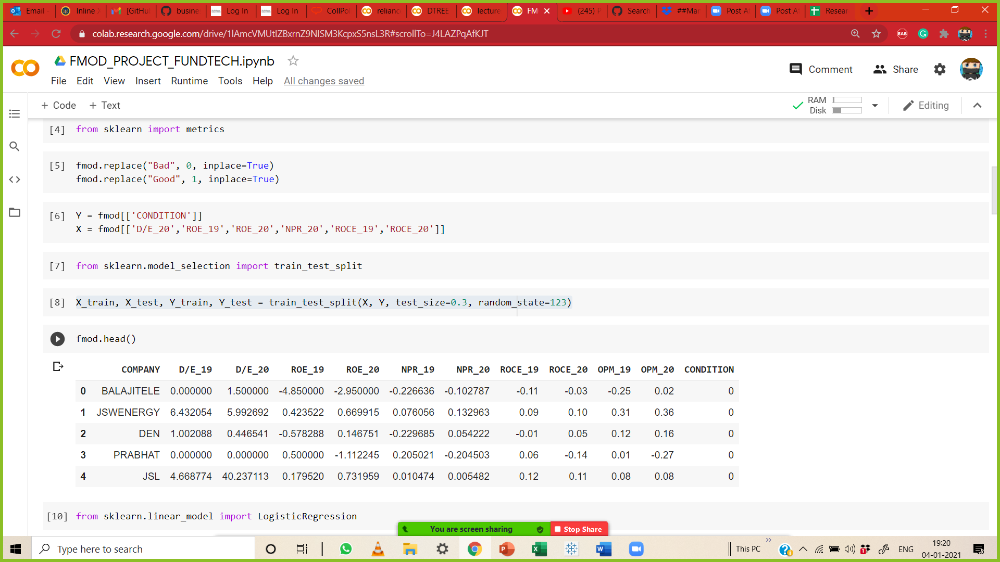 Email - Inline [GitHu busine Log In Log In CollPol relianc DTREE lecture FM (245) P Search ##Mar Post A Post A Resear
colab.research.google.com/drive/1lAmcVMUtIZBxrnZ9NISM3KcpxS5nsL3R#scrollTo=J4LAZPqAfKJT
FMOD_PROJECT_FUNDTECH.ipynb
Comment Share
File Edit View Insert Runtime Tools Help All changes saved
+ Code + Text
RAM
Disk
Editing
[4] from sklearn import metrics
[5] fmod.replace("Bad", 0, inplace=True)
fmod.replace("Good", 1, inplace=True)
[6] Y = fmod[['CONDITION']]
X = fmod[['D/E_20','ROE_19','ROE_20','NPR_20','ROCE_19','ROCE_20']]
[7] from sklearn.model_selection import train_test_split
[8] X_train, X_test, Y_train, Y_test = train_test_split(X, Y, test_size=0.3, random_state=123)
fmod.head()
COMPANY D/E_19 D/E_20 ROE_19 ROE_20 NPR_19 NPR_20 ROCE_19 ROCE_20 OPM_19 OPM_20 CONDITION
0 BALAJITELE 0.000000 1.500000 -4.850000 -2.950000 -0.226636 -0.102787 -0.11 -0.03 -0.25 0.02 0
1 JSWENERGY 6.432054 5.992692 0.423522 0.669915 0.076056 0.132963 0.09 0.10 0.31 0.36 0
2 DEN 1.002088 0.446541 -0.578288 0.146751 -0.229685 0.054222 -0.01 0.05 0.12 0.16 0
3 PRABHAT 0.000000 0.000000 0.500000 -1.112245 0.205021 -0.204503 0.06 -0.14 0.01 -0.27 0
4 JSL 4.668774 40.237113 0.179520 0.731959 0.010474 0.005482 0.12 0.11 0.08 0.08 0
[10] from sklearn.linear_model import LogisticRegression
You are screen sharing Stop Share
Type here to search
This PC
ENG
19:20
04-01-2021